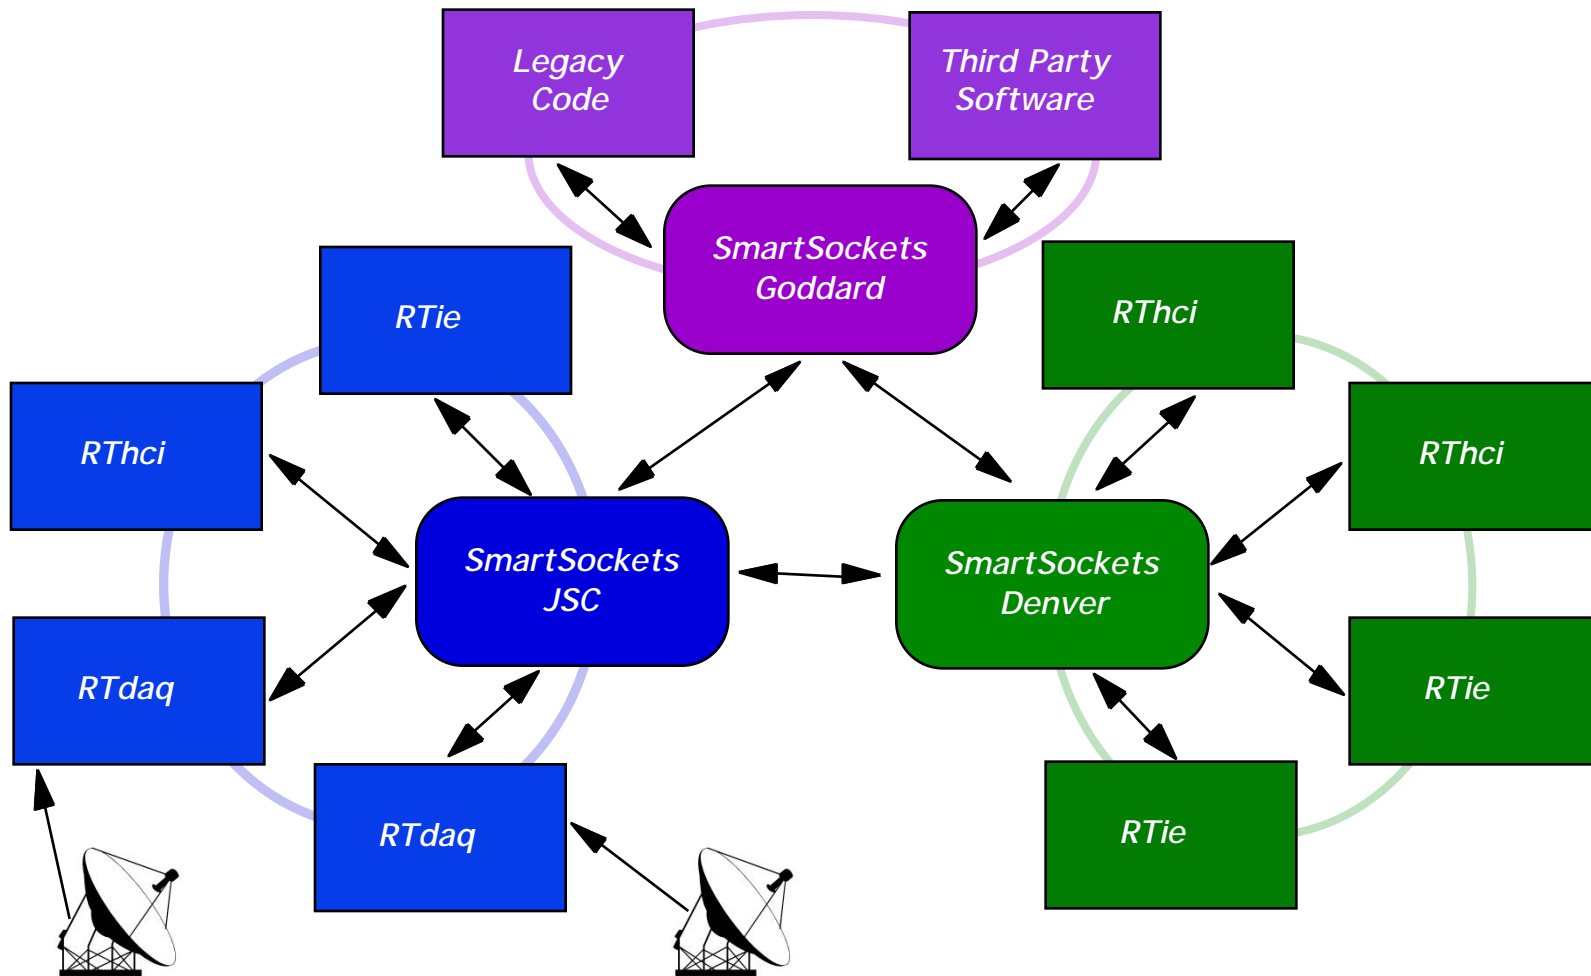 Legacy
Code
Third Party
Software
SmartSockets
Goddard
RTie
RThci
RThci
RThci
SmartSockets
JSC
SmartSockets
Denver
RTdaq
RTie
RTdaq
RTie